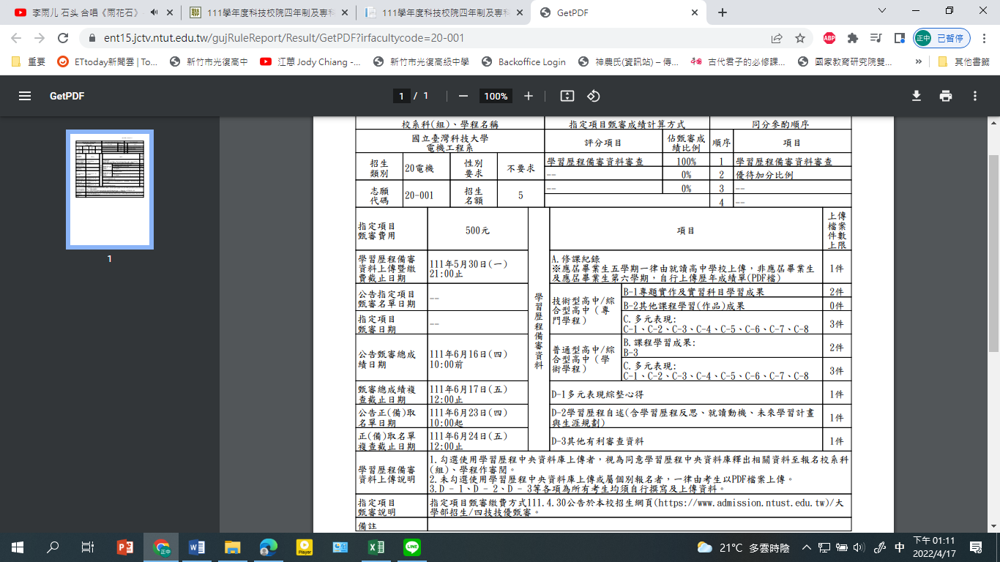 李雨儿 石头 合唱《雨花石》
111學年度科技校院四年制及專科
111學年度科技校院四年制及專科
GetPDF
ent15.jctv.ntut.edu.tw/gujRuleReport/Result/GetPDF?irfacultycode=20-001
ABP
正中 已暫停
重要
ETtoday新聞雲 | To...
新竹市光復高中
江蕙 Jody Chiang -...
新竹市光復高級中學
Backoffice Login
神農氏(資訊站) – 傳...
古代君子的必修課...
國家教育研究院雙...
»
其他書籤
GetPDF
1 / 1
100%
1
校系科(組)、學程名稱 指定項目甄審成績計算方式 同分參酌順序
國立臺灣科技大學
電機工程系
評分項目
佔甄審成
績比例
順序 項目
招生
類別
20電機
性別
要求
不要求
學習歷程備審資料審查 100% 1 學習歷程備審資料審查
-- 0% 2 優待加分比例
志願
代碼
20-001
招生
名額
5
-- 0% 3 --
4 --
指定項目
甄審費用
500元
學習歷程備審資料
項目
上傳
檔案
件數
上限
學習歷程備審
資料上傳暨繳
費截止日期
111年5月30日(一)
21:00止
A.修課紀錄
※應屆畢業生五學期一律由就讀高中學校上傳，非應屆畢業生
及應屆畢業生第六學期，自行上傳歷年成績單(PDF檔)
1件
公告指定項目
甄審名單日期
--
技術型高中/綜
合型高中（專
門學程）
B-1專題實作及實習科目學習成果 2件
B-2其他課程學習(作品)成果 0件
指定項目
甄審日期
--
C.多元表現:
C-1、C-2、C-3、C-4、C-5、C-6、C-7、C-8
3件
公告甄審總成
績日期
111年6月16日(四)
10:00前
普通型高中/綜
合型高中（學
術學程）
B.課程學習成果:
B-3
2件
C.多元表現:
C-1、C-2、C-3、C-4、C-5、C-6、C-7、C-8
3件
甄審總成績複
查截止日期
111年6月17日(五)
12:00止
D-1多元表現綜整心得 1件
公告正(備)取
名單日期
111年6月23日(四)
10:00起
D-2學習歷程自述(含學習歷程反思、就讀動機、未來學習計畫
與生涯規劃)
1件
正(備)取名單
複查截止日期
111年6月24日(五)
12:00止
D-3其他有利審查資料 1件
學習歷程備審
資料上傳說明
1.勾選使用學習歷程中央資料庫上傳者，視為同意學習歷程中央資料庫釋出相關資料至報名校系科
(組)、學程作審閱。
2.未勾選使用學習歷程中央資料庫上傳或屬個別報名者，一律由考生以PDF檔案上傳。
3.D - 1、D - 2、D - 3等各項為所有考生均須自行撰寫及上傳資料。
指定項目
甄審說明
指定項目甄審繳費方式111.4.30公告於本校招生網頁(https://www.admission.ntust.edu.tw)/大
學部招生/四技技優甄審。
備註
Player
LINE
21°C 多雲時陰
中
下午 01:11
2022/4/17